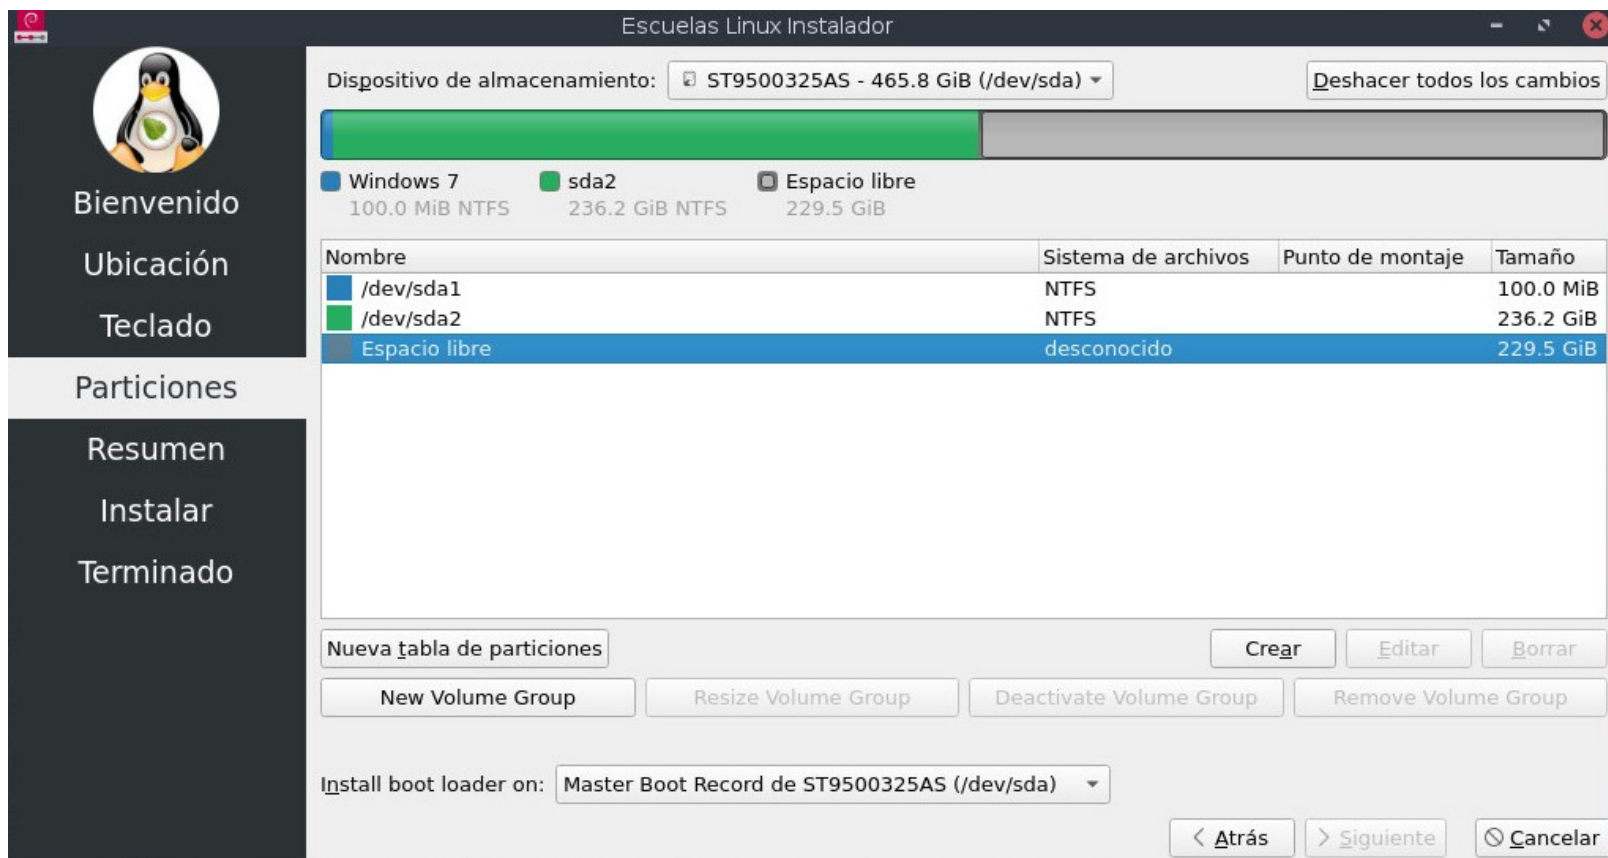 Escuelas Linux Instalador
Bienvenido
Ubicación
Teclado
Particiones
Resumen
Instalar
Terminado
Dispositivo de almacenamiento: ST9500325AS - 465.8 GiB (/dev/sda) Deshacer todos los cambios
Windows 7 sda2 Espacio libre
100.0 MiB NTFS 236.2 GiB NTFS 229.5 GiB
Nombre Sistema de archivos Punto de montaje Tamaño
/dev/sda1 NTFS 100.0 MiB
/dev/sda2 NTFS 236.2 GiB
Espacio libre desconocido 229.5 GiB
Nueva tabla de particiones Crear Editar Borrar
New Volume Group Resize Volume Group Deactivate Volume Group Remove Volume Group
Install boot loader on: Master Boot Record de ST9500325AS (/dev/sda)
< Atrás > Siguiente Cancelar